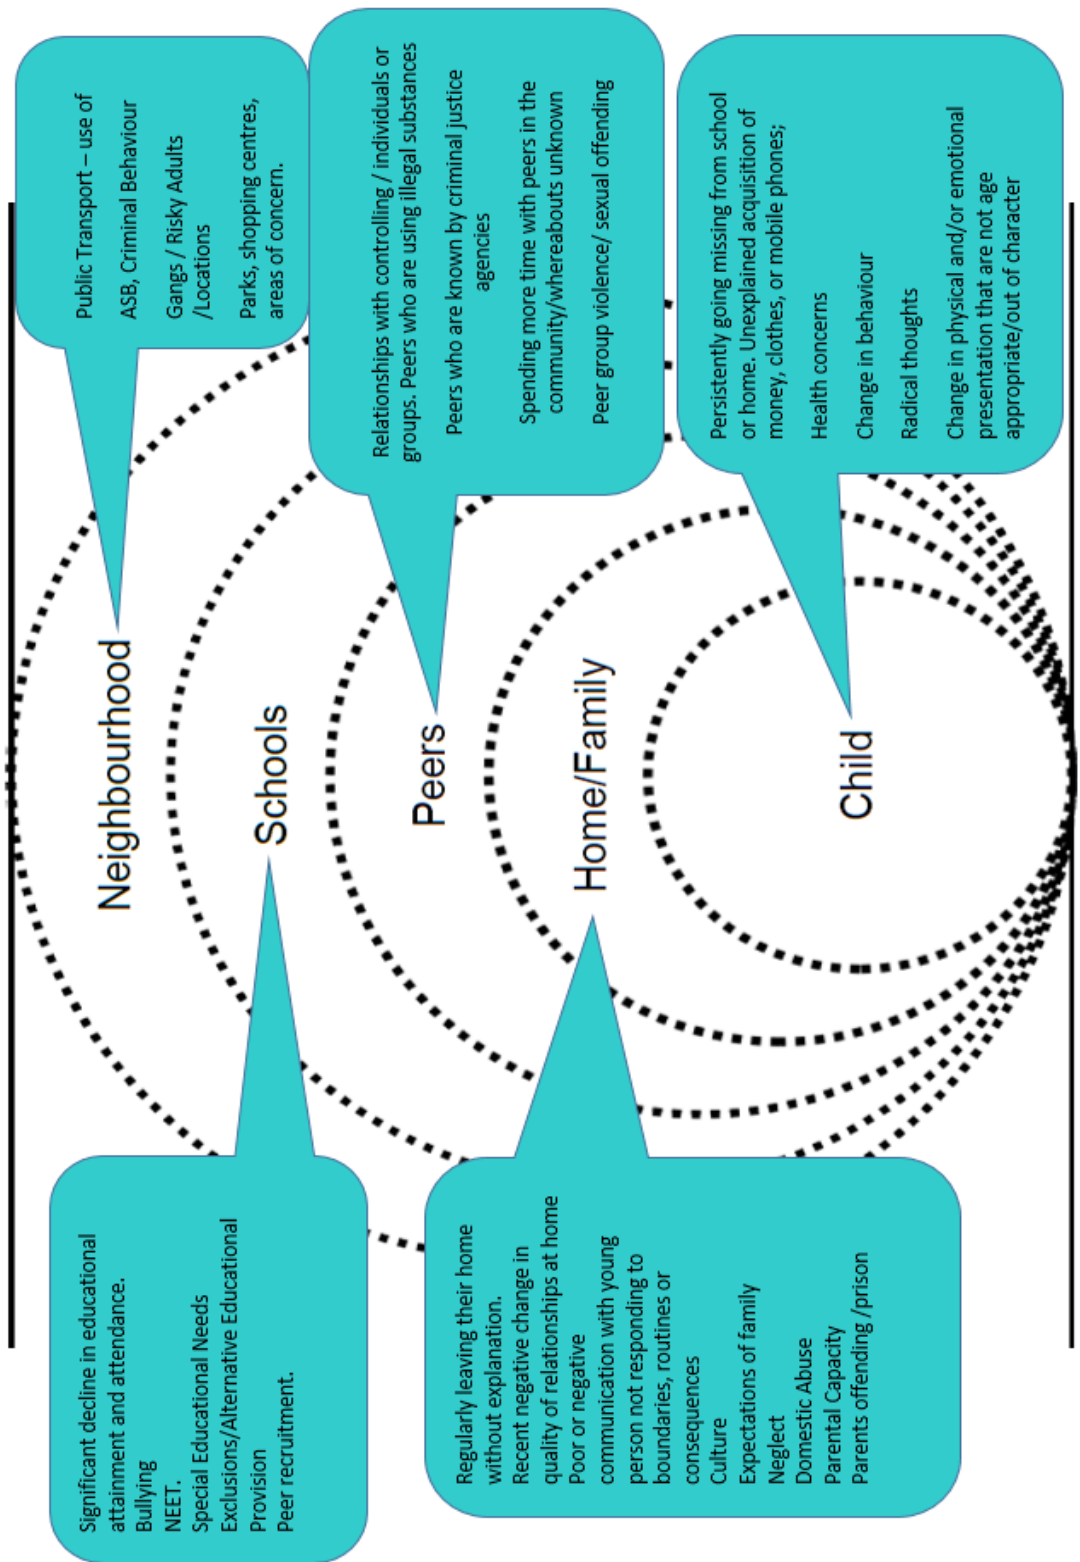 Significant decline in educational
attainment and attendance.
Bullying
NEET.
Special Educational Needs
Exclusions/Alternative Educational
Provision
Peer recruitment.
Neighbourhood
Public Transport – use of
ASB, Criminal Behaviour
Gangs / Risky Adults
/Locations
Parks, shopping centres,
areas of concern.
Schools
Peers
Relationships with controlling / individuals or
groups. Peers who are using illegal substances
Peers who are known by criminal justice
agencies
Spending more time with peers in the
community/whereabouts unknown
Peer group violence/ sexual offending
Regularly leaving their home
without explanation.
Recent negative change in
quality of relationships at home
Poor or negative
communication with young
person not responding to
boundaries, routines or
consequences
Culture
Expectations of family
Neglect
Domestic Abuse
Parental Capacity
Parents offending /prison
Home/Family
Child
Persistently going missing from school
or home. Unexplained acquisition of
money, clothes, or mobile phones;
Health concerns
Change in behaviour
Radical thoughts
Change in physical and/or emotional
presentation that are not age
appropriate/out of character